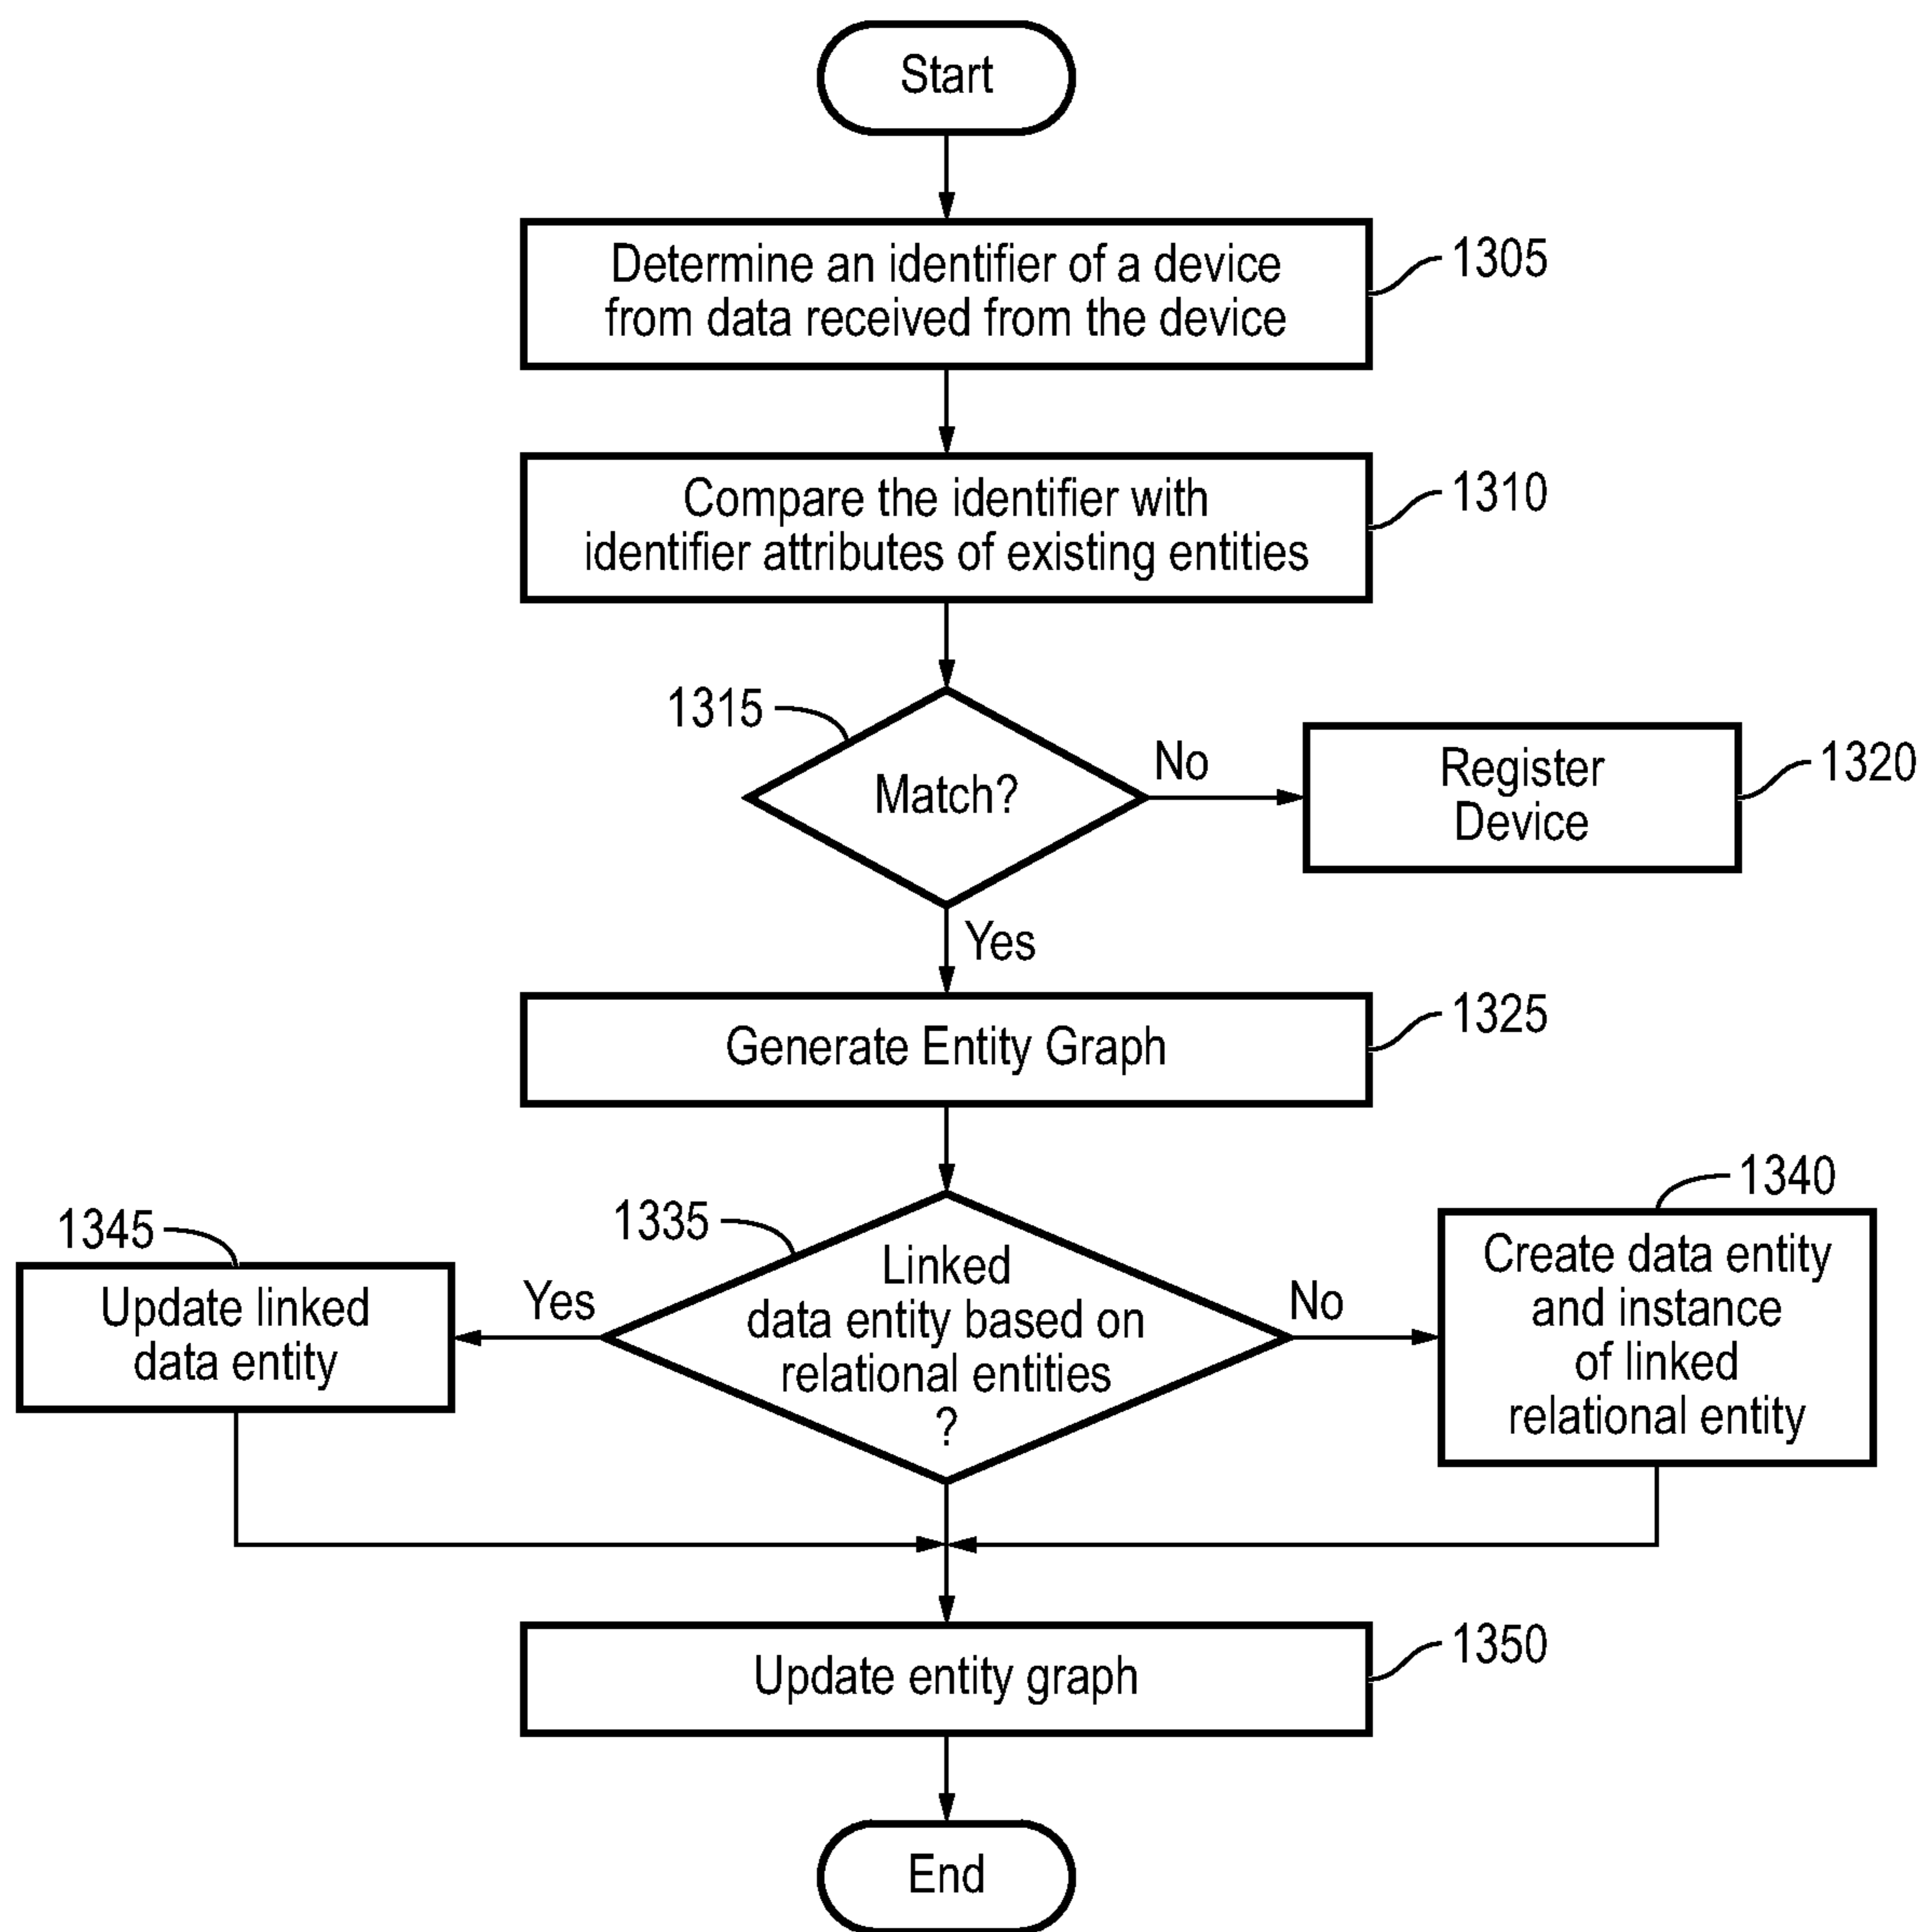 Start
Determine an identifier of a device
from data received from the device
1305
Compare the identifier with
identifier attributes of existing entities
1310
1315
Match?
No
Register
Device
1320
Yes
Generate Entity Graph
1325
1345
Update linked
data entity
Yes
1335
Linked
data entity based on
relational entities
?
No
1340
Create data entity
and instance
of linked
relational entity
Update entity graph
1350
End